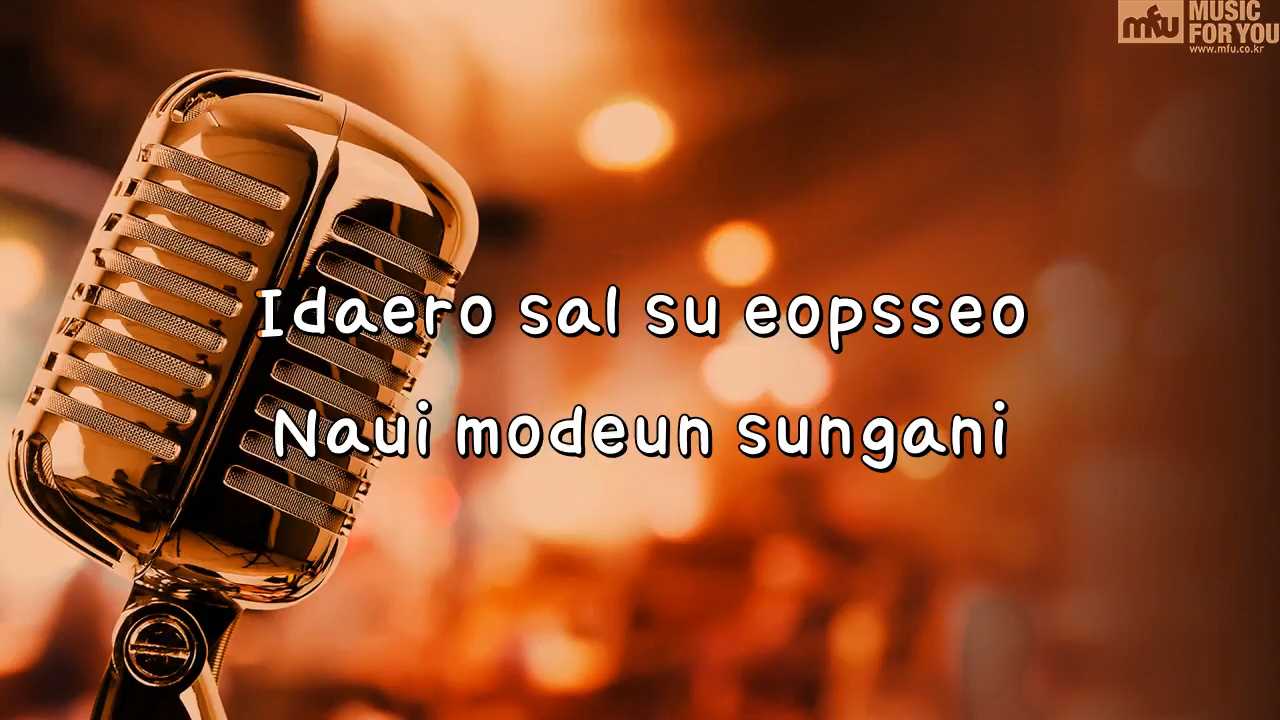 mfu MUSIC
FOR YOU
www.mfu.co.kr
Idaero sal su eopsseo
Naui modeun sungani